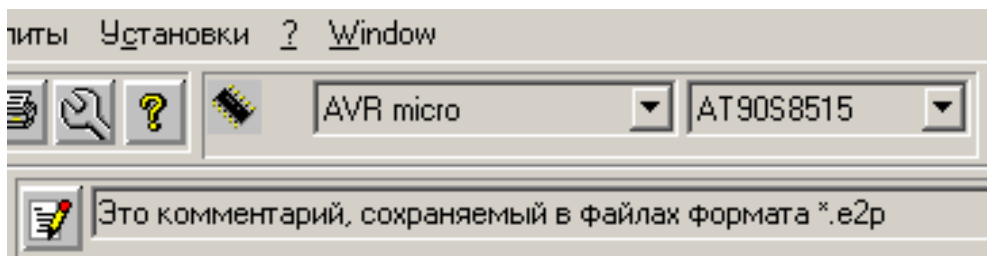 литы Установки ? Window
AVR micro AT90S8515
Это комментарий, сохраняемый в файлах формата *.e2p